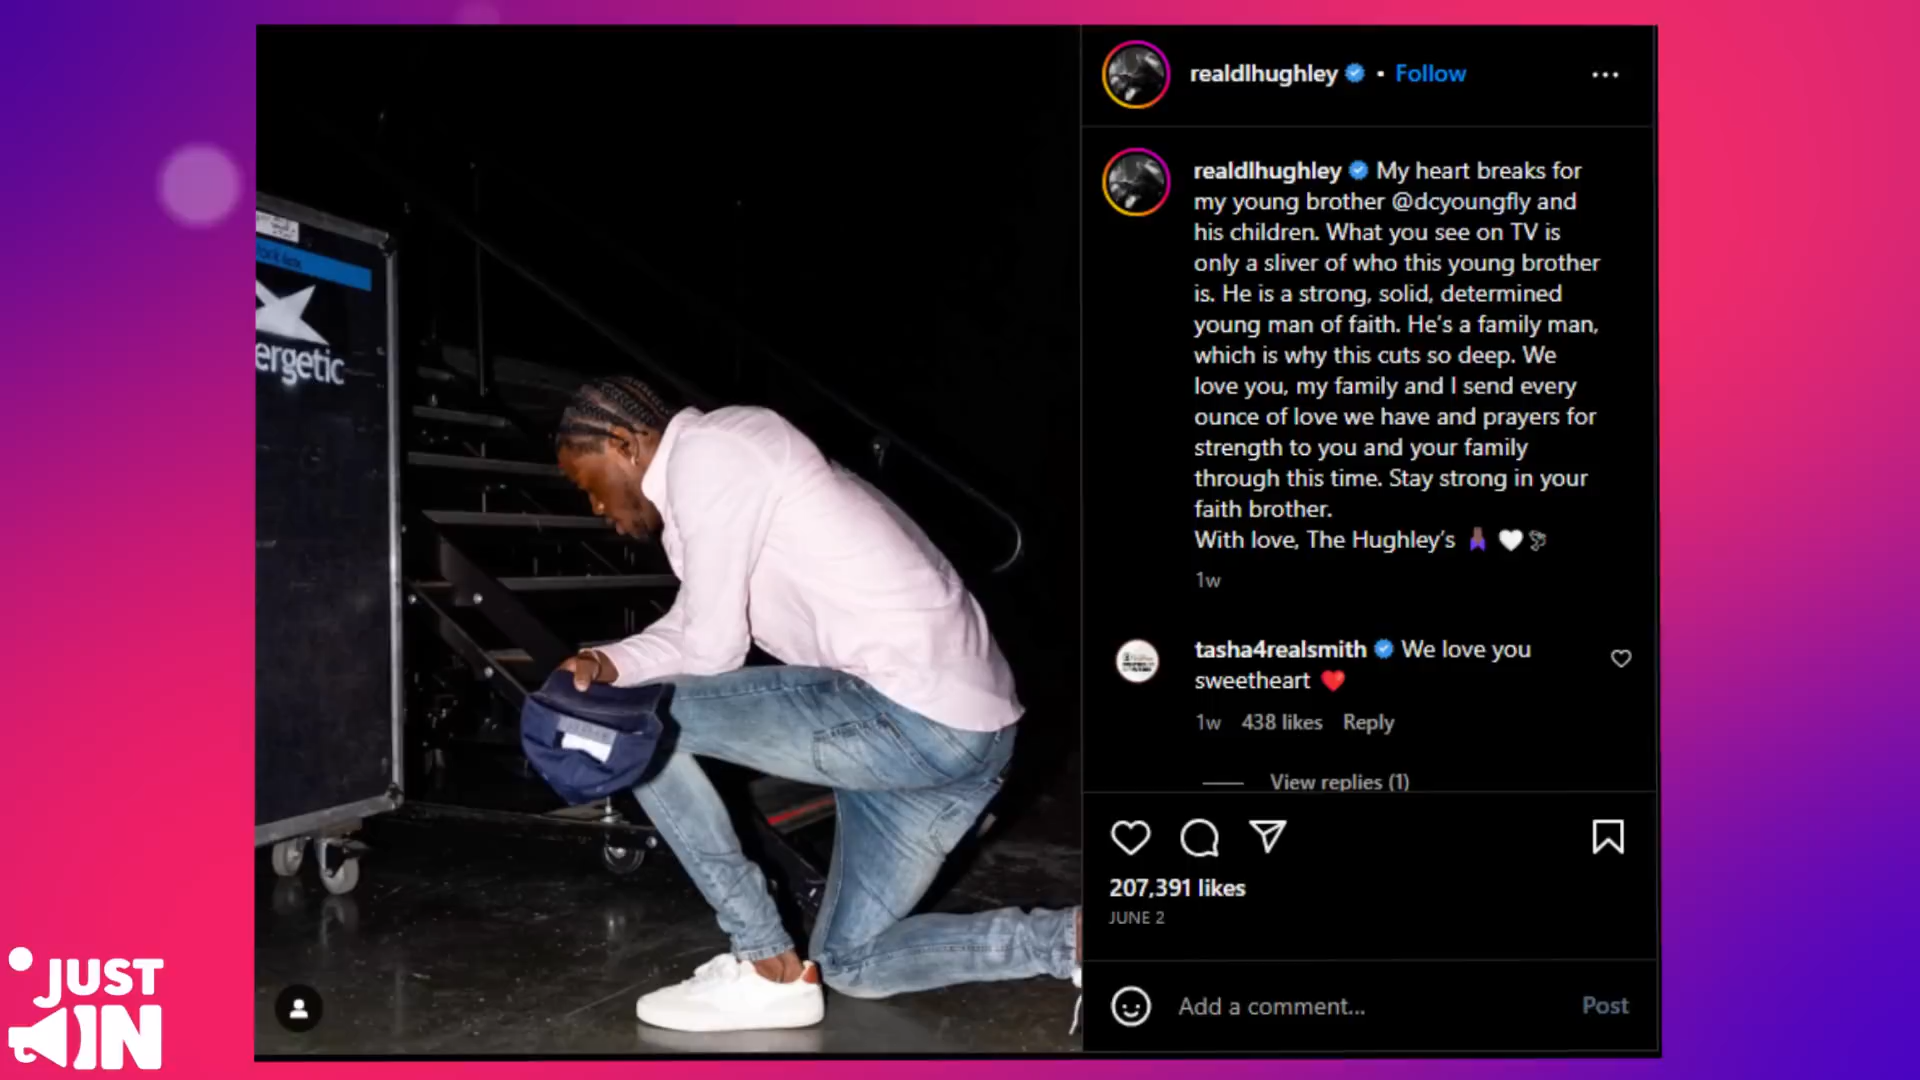 ergetic
realdlhughley • Follow
realdlhughley My heart breaks for
my young brother @dcyoungfly and
his children. What you see on TV is
only a sliver of who this young brother
is. He is a strong, solid, determined
young man of faith. He's a family man,
which is why this cuts so deep. We
love you, my family and I send every
ounce of love we have and prayers for
strength to you and your family
through this time. Stay strong in your
faith brother.
With love, The Hughley's
1w
tasha4realsmith We love you
sweetheart
1w 438 likes Reply
View replies (1)
207,391 likes
JUNE 2
Add a comment... Post
JUST
IN